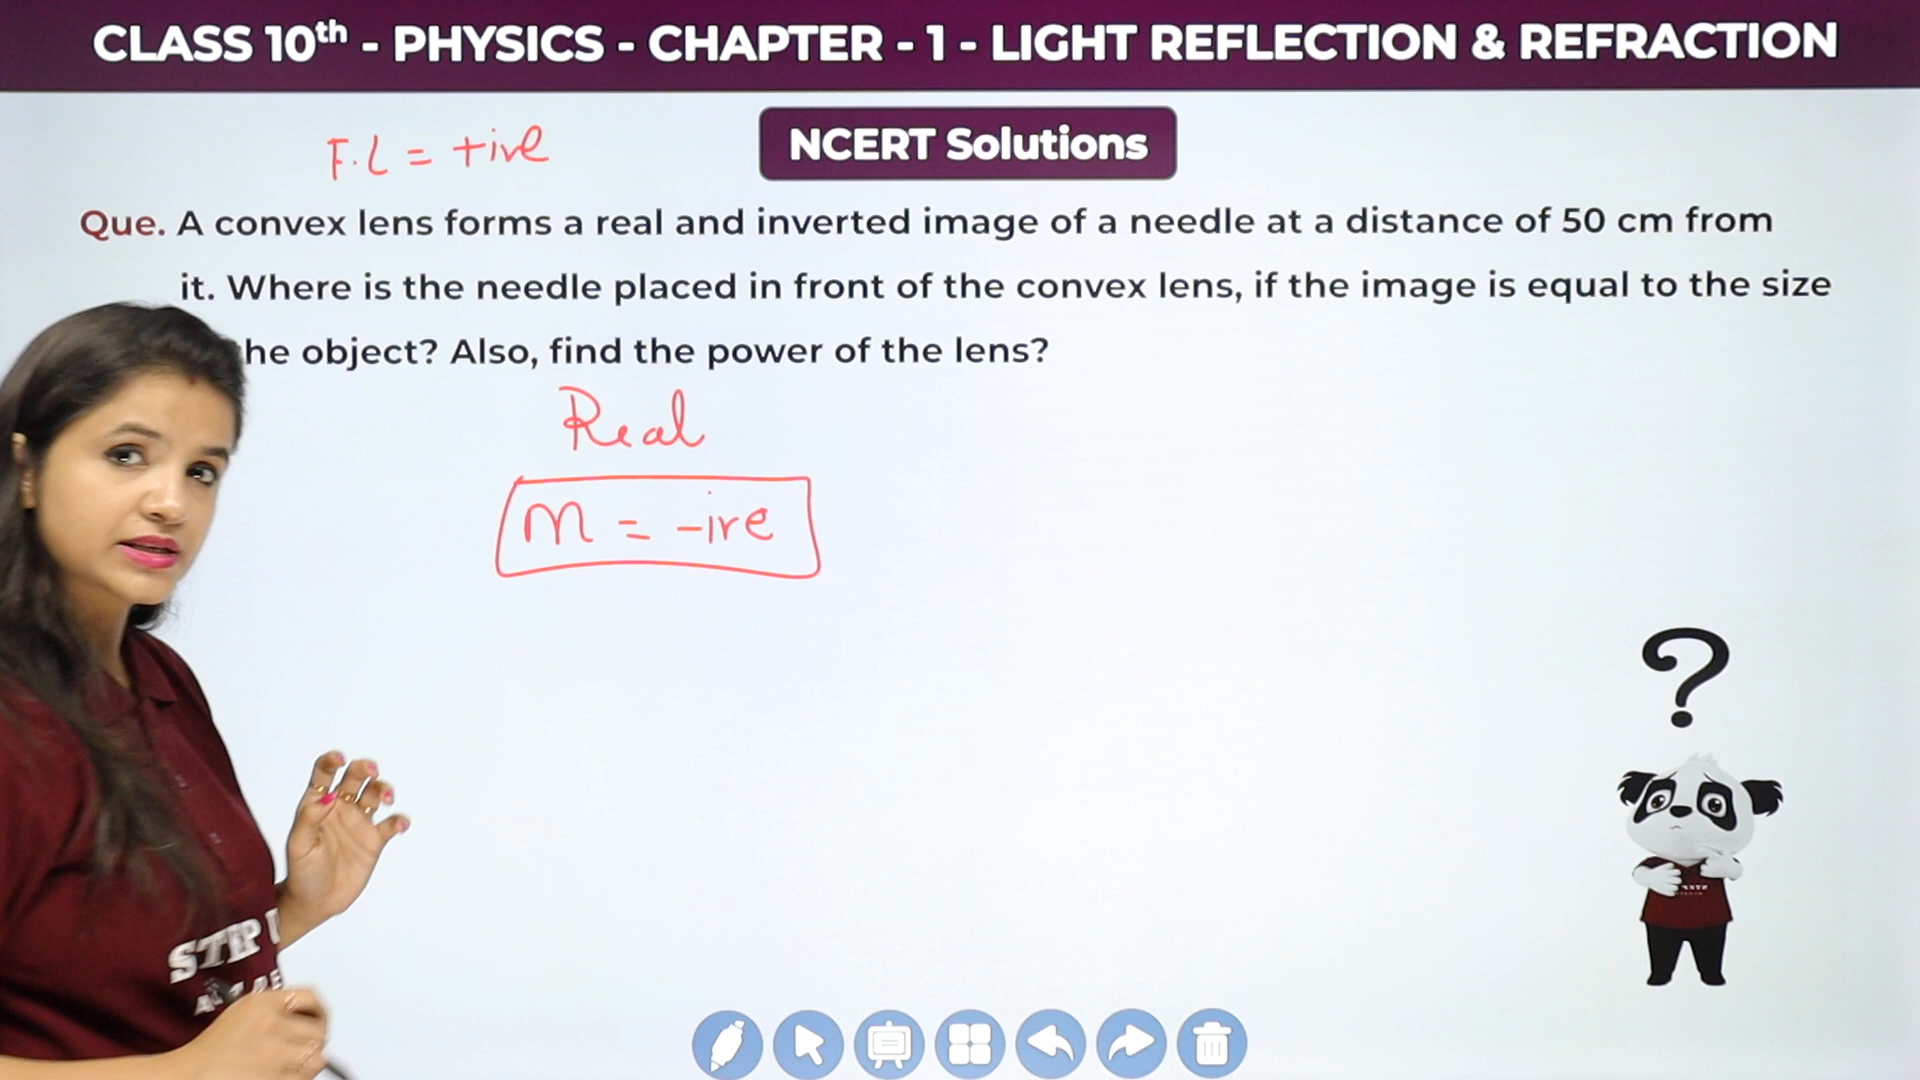 CLASS 10th - PHYSICS - CHAPTER - 1 - LIGHT REFLECTION & REFRACTION
NCERT Solutions
F.L = +ive
Que. A convex lens forms a real and inverted image of a needle at a distance of 50 cm from
it. Where is the needle placed in front of the convex lens, if the image is equal to the size
he object? Also, find the power of the lens?
Real
m = -ive
STEP U